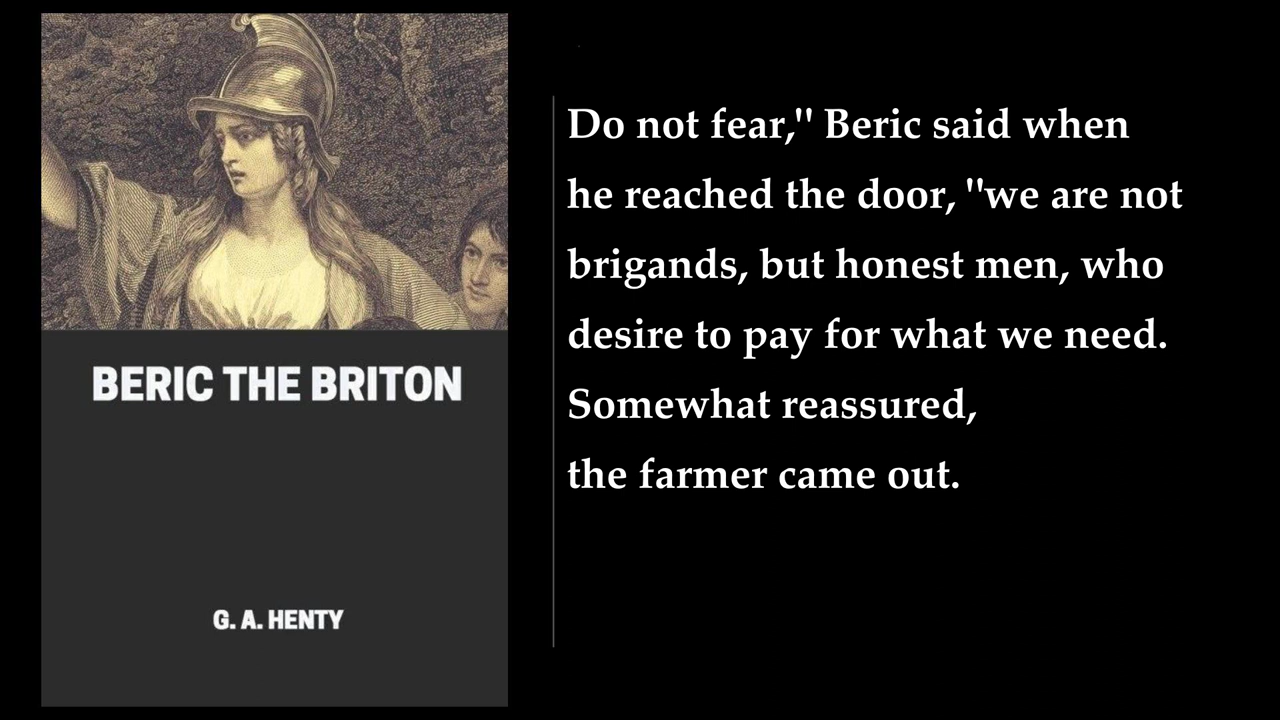 BERIC THE BRITON
G. A. HENTY
Do not fear," Beric said when
he reached the door, "we are not
brigands, but honest men, who
desire to pay for what we need.
Somewhat reassured,
the farmer came out.